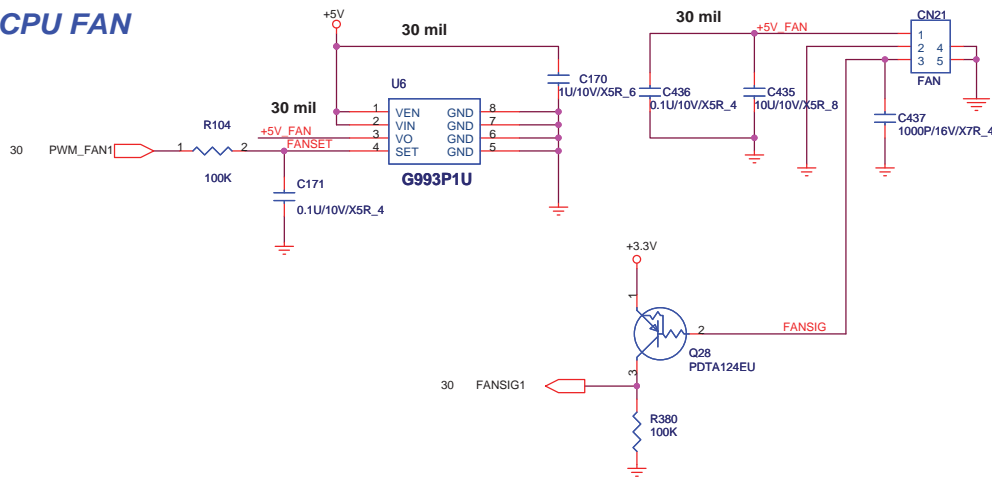 CPU FAN
+5V
30 mil
C170
1U/10V/X5R_6
U6
30 mil
1 VEN GND 8
2 VIN GND 7
3 VO GND 6
4 SET GND 5
G993P1U
+5V_FAN
FANSET
R104
30 PWM_FAN1 1 2
100K
C171
0.1U/10V/X5R_4
30 mil
+5V_FAN
C436
0.1U/10V/X5R_4
C435
10U/10V/X5R_8
CN21
1
2 4
3 5
FAN
C437
1000P/16V/X7R_4
+3.3V
1
2
FANSIG
Q28
PDTA124EU
3
30 FANSIG1
R380
100K